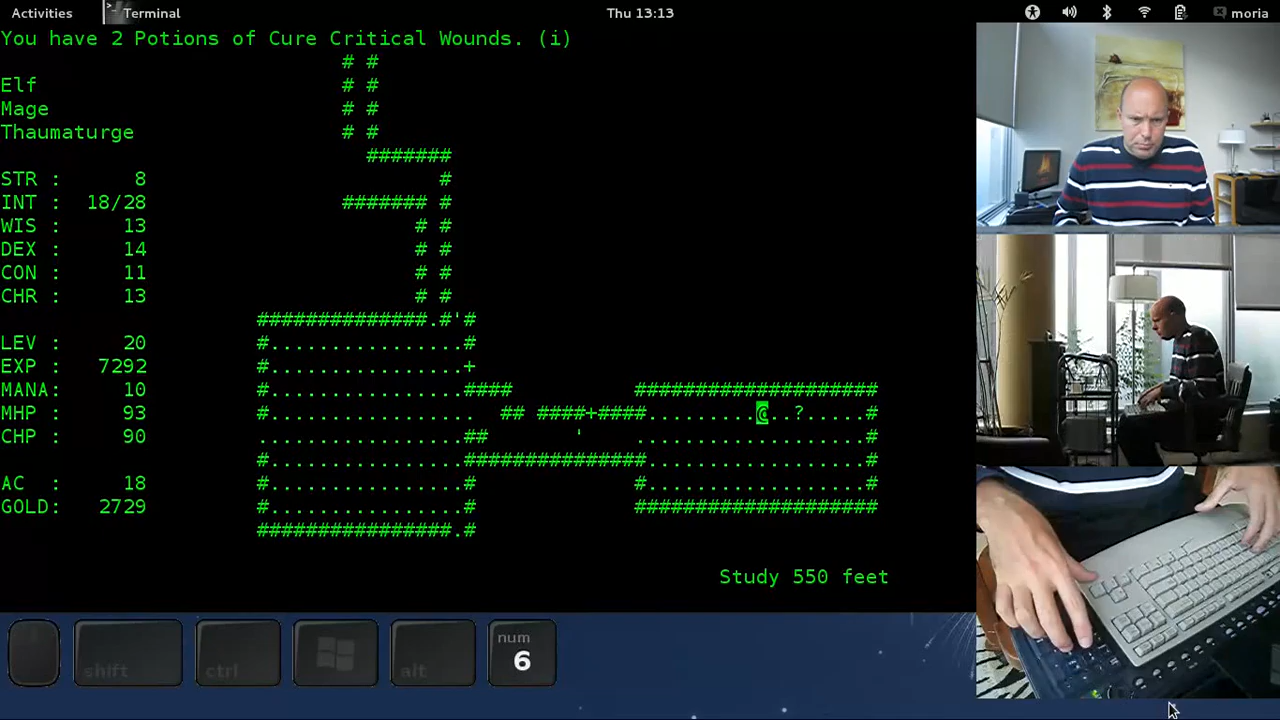 Activities Terminal Thu 13:13 moria
You have 2 Potions of Cure Critical Wounds. (i)
# #
Elf # #
Mage # #
Thaumaturge # #
#######
STR : 8 #
INT : 18/28 ####### #
WIS : 13 # #
DEX : 14 # #
CON : 11 # #
CHR : 13 # #
##############.#'#
LEV : 20 #................#
EXP : 7292 #................+
MANA: 10 #................#### ####################
MHP : 93 #................ ## ####+####.........@..?.....#
CHP : 90 .................## ' ...................#
#................###############..................#
AC : 18 #................# #..................#
GOLD: 2729 #................# ####################
################.#
Study 550 feet
shift ctrl alt num
6